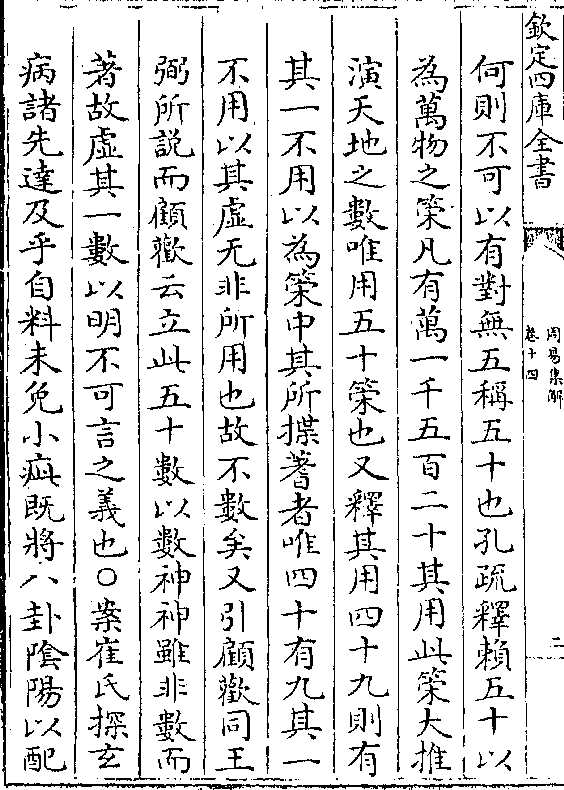 欽定四庫全書
周易集解
卷十四
二
何則不可以有對無五稱五十也孔疏釋賴五十以
為萬物之䇿凡有萬一千五百二十其用此䇿大推
演天地之數唯用五十䇿也又釋其用四十九則有
其一不用以為䇿中其所揲蓍者唯四十有九其一
不用以其虛无非所用也故不數矣又引顧歡同王
弼所説而顧歡云立此五十數以數神神雖非數而
著故虛其一數以明不可言之義也○案崔氏探玄
病諸先達及乎自料未免小疵既將八卦陰陽以配